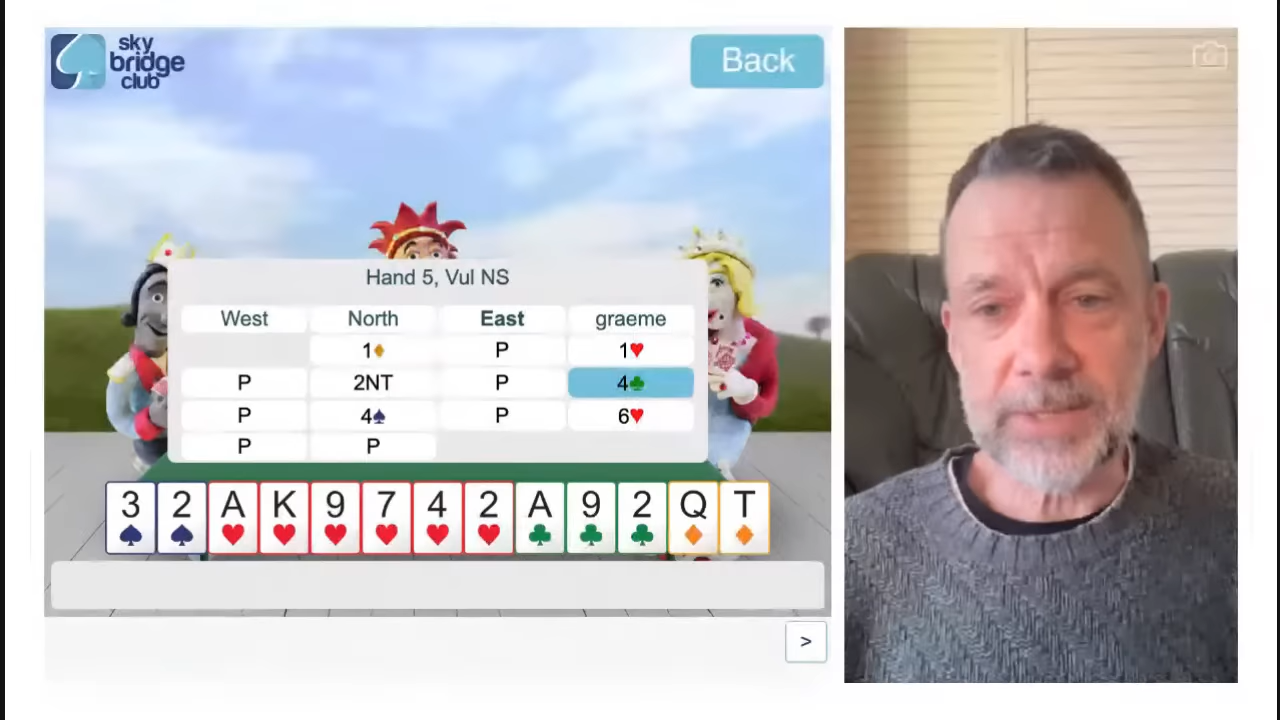 sky
bridge
club
Back
Hand 5, Vul NS
West North East graeme
1♦ P 1♥
P 2NT P 4♣
P 4♠ P 6♥
P P
3♠ 2♠ A♥ K♥ 9♥ 7♥ 4♥ 2♥ A♣ 9♣ 2♣ Q♦ T♦
>